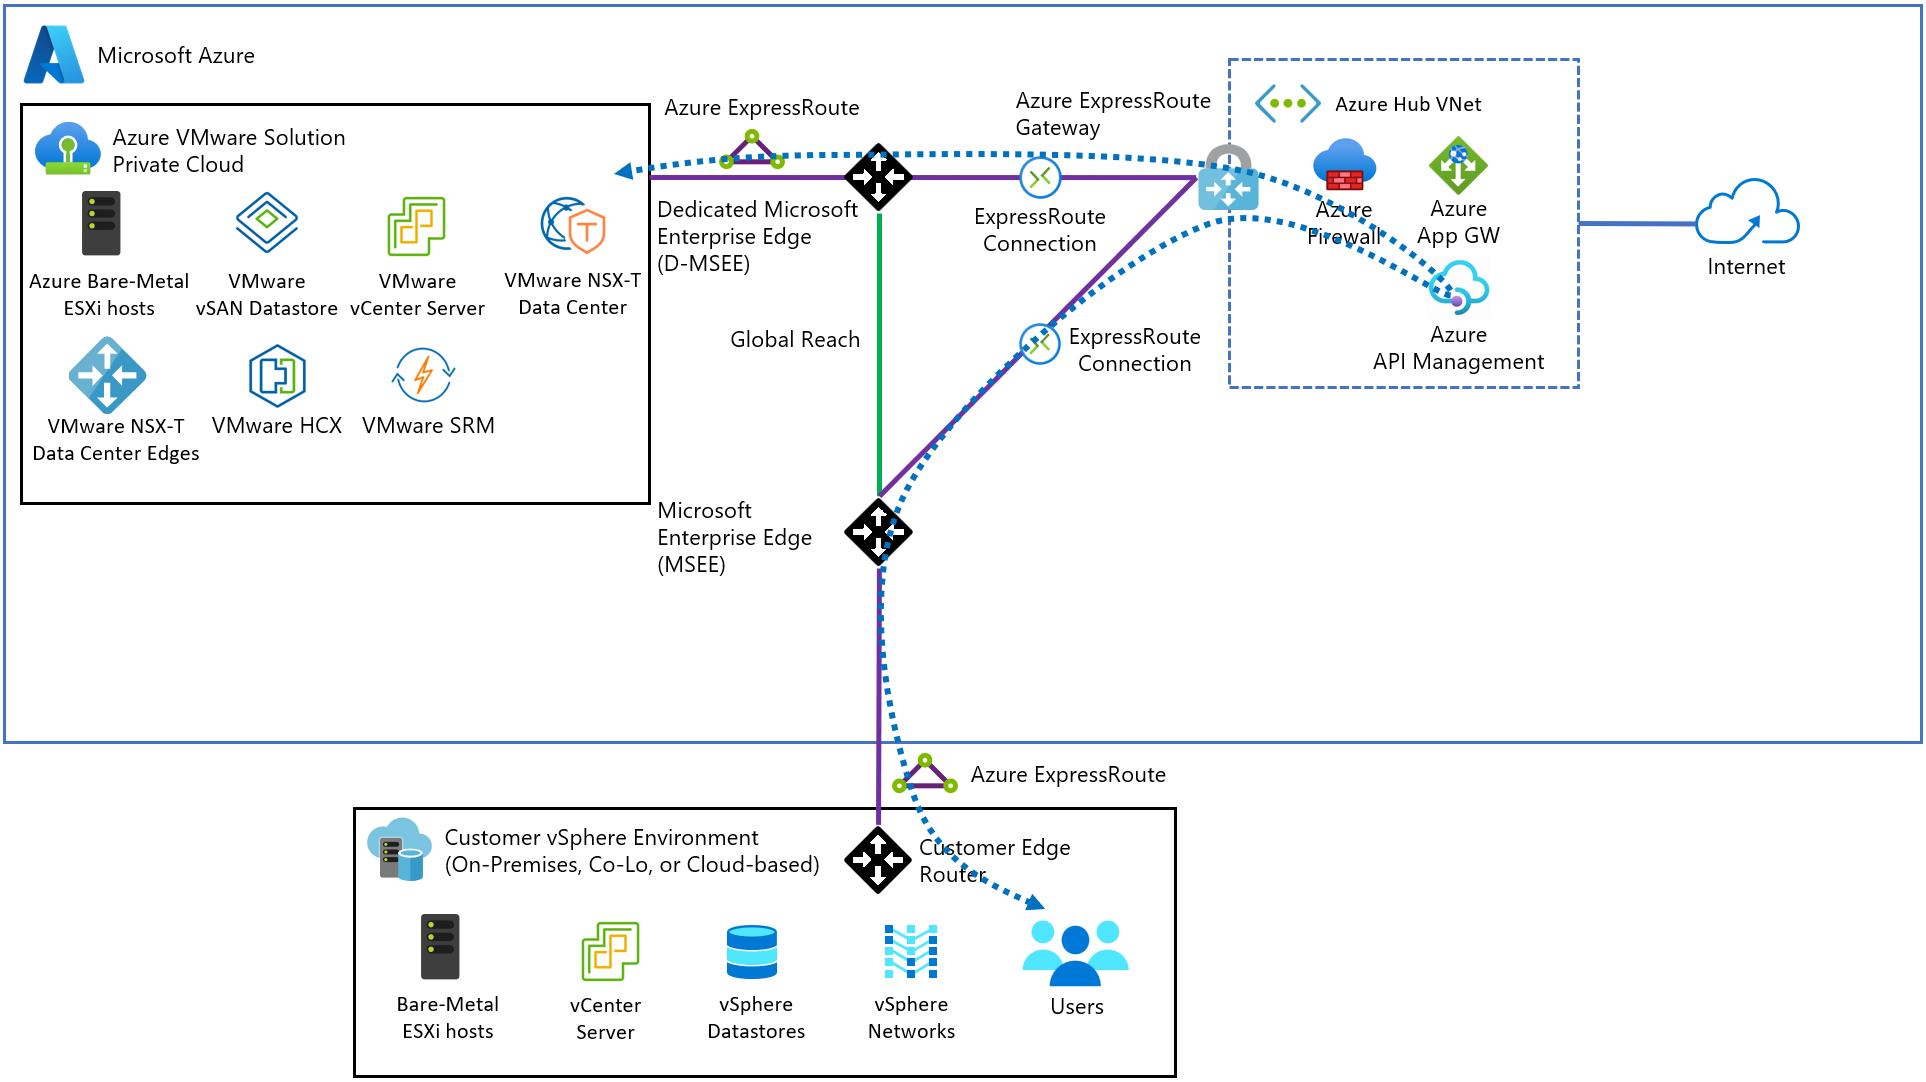 Microsoft Azure
Azure VMware Solution
Private Cloud
Azure Bare-Metal
ESXi hosts
VMware
vSAN Datastore
VMware
vCenter Server
VMware NSX-T
Data Center
VMware NSX-T
Data Center Edges
VMware HCX
VMware SRM
Azure ExpressRoute
Dedicated Microsoft
Enterprise Edge
(D-MSEE)
Global Reach
Microsoft
Enterprise Edge
(MSEE)
Azure ExpressRoute
Gateway
ExpressRoute
Connection
ExpressRoute
Connection
Azure Hub VNet
Azure
Firewall
Azure
App GW
Azure
API Management
Internet
Azure ExpressRoute
Customer vSphere Environment
(On-Premises, Co-Lo, or Cloud-based)
Customer Edge
Router
Bare-Metal
ESXi hosts
vCenter
Server
vSphere
Datastores
vSphere
Networks
Users